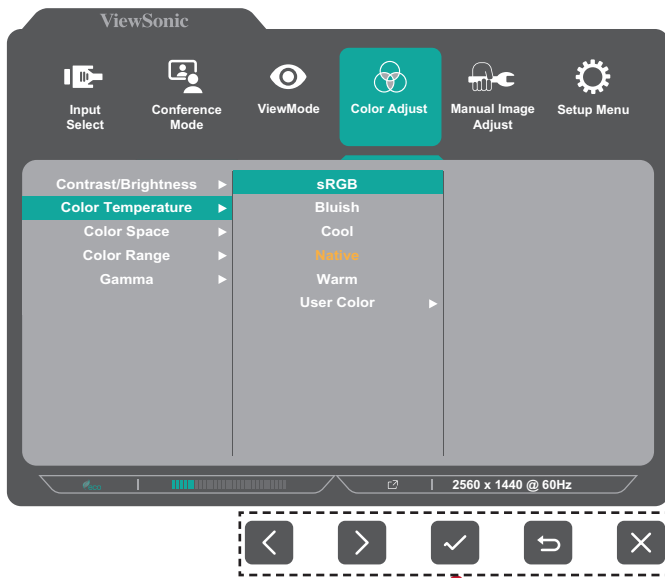 ViewSonic
Input
Select
Conference
Mode
ViewMode
Color Adjust
Manual Image
Adjust
Setup Menu
Contrast/Brightness
Color Temperature
Color Space
Color Range
Gamma
sRGB
Bluish
Cool
Native
Warm
User Color
eco
2560 x 1440 @ 60Hz